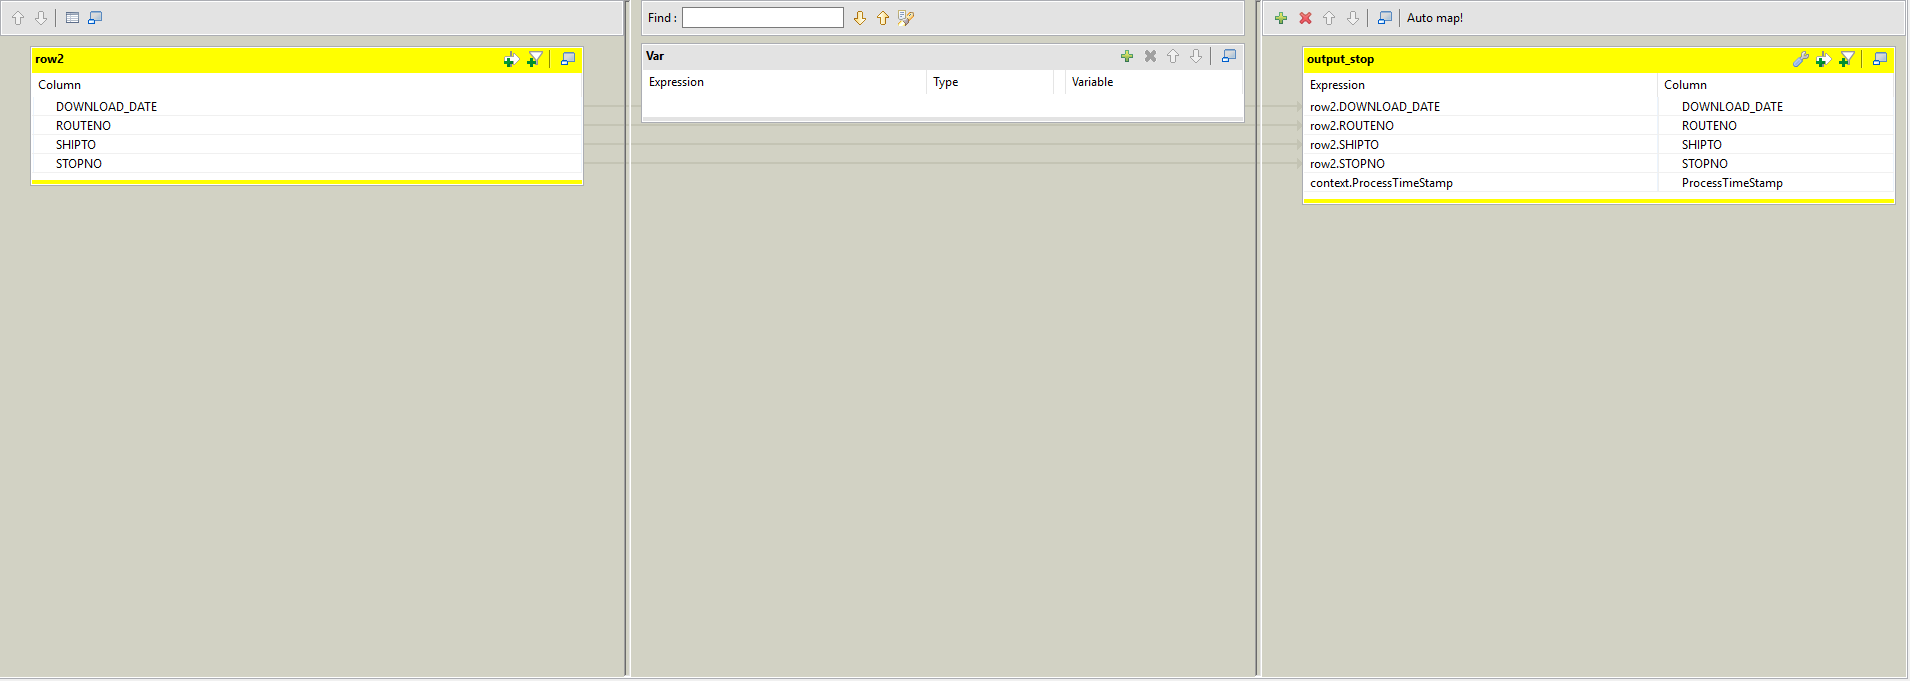 Find :
Auto map!
row2
Column
DOWNLOAD_DATE
ROUTENO
SHIPTO
STOPNO
Var
Expression Type Variable
output_stop
Expression Column
row2.DOWNLOAD_DATE DOWNLOAD_DATE
row2.ROUTENO ROUTENO
row2.SHIPTO SHIPTO
row2.STOPNO STOPNO
context.ProcessTimeStamp ProcessTimeStamp